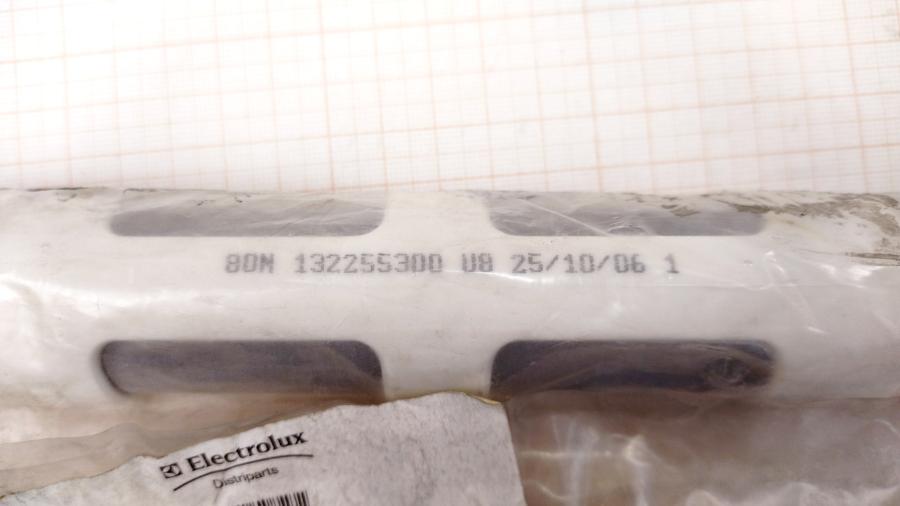 80N 132255300 U8 25/10/06 1
Electrolux
Distriparts